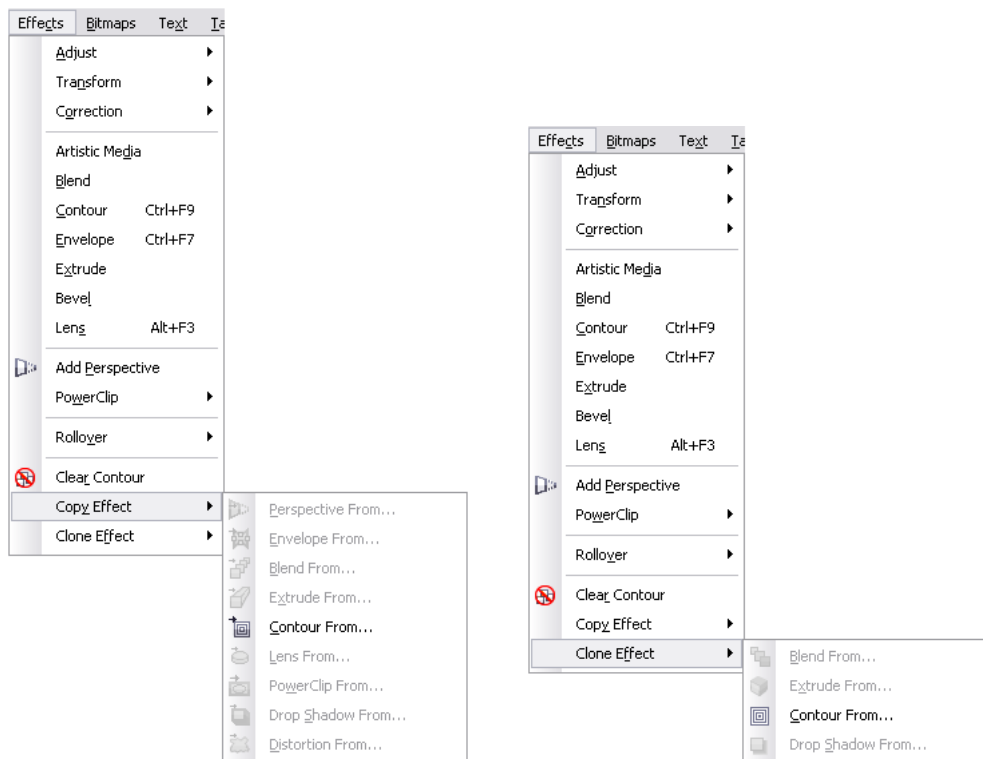 Effects Bitmaps Text Ta
Adjust
Transform
Correction
Artistic Media
Blend
Contour Ctrl+F9
Envelope Ctrl+F7
Extrude
Bevel
Lens Alt+F3
Add Perspective
PowerClip
Rollover
Clear Contour
Copy Effect
Clone Effect
Perspective From...
Envelope From...
Blend From...
Extrude From...
Contour From...
Lens From...
PowerClip From...
Drop Shadow From...
Distortion From...
Effects Bitmaps Text Ta
Adjust
Transform
Correction
Artistic Media
Blend
Contour Ctrl+F9
Envelope Ctrl+F7
Extrude
Bevel
Lens Alt+F3
Add Perspective
PowerClip
Rollover
Clear Contour
Copy Effect
Clone Effect
Blend From...
Extrude From...
Contour From...
Drop Shadow From...